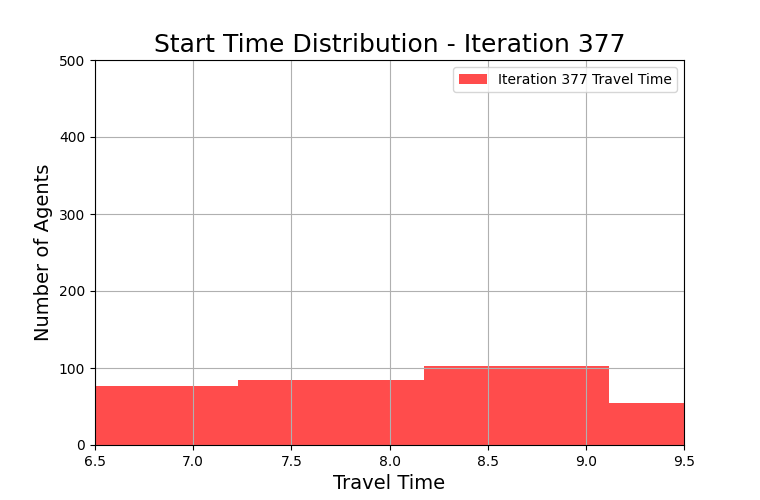 Start Time Distribution - Iteration 377
Iteration 377 Travel Time
Number of Agents
500
400
300
200
100
0
6.5 7.0 7.5 8.0 8.5 9.0 9.5
Travel Time